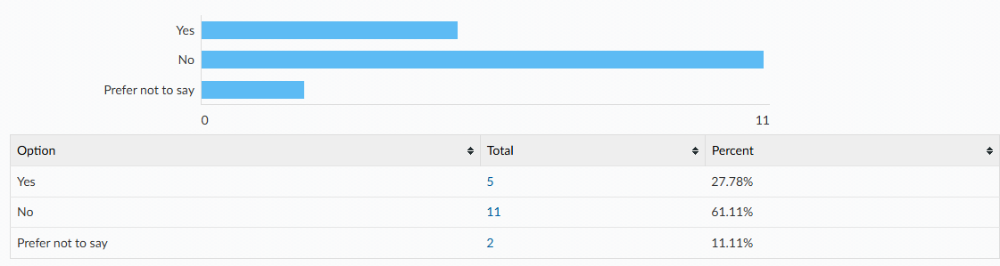 Yes
No
Prefer not to say
0 11
Option Total Percent
Yes 5 27.78%
No 11 61.11%
Prefer not to say 2 11.11%